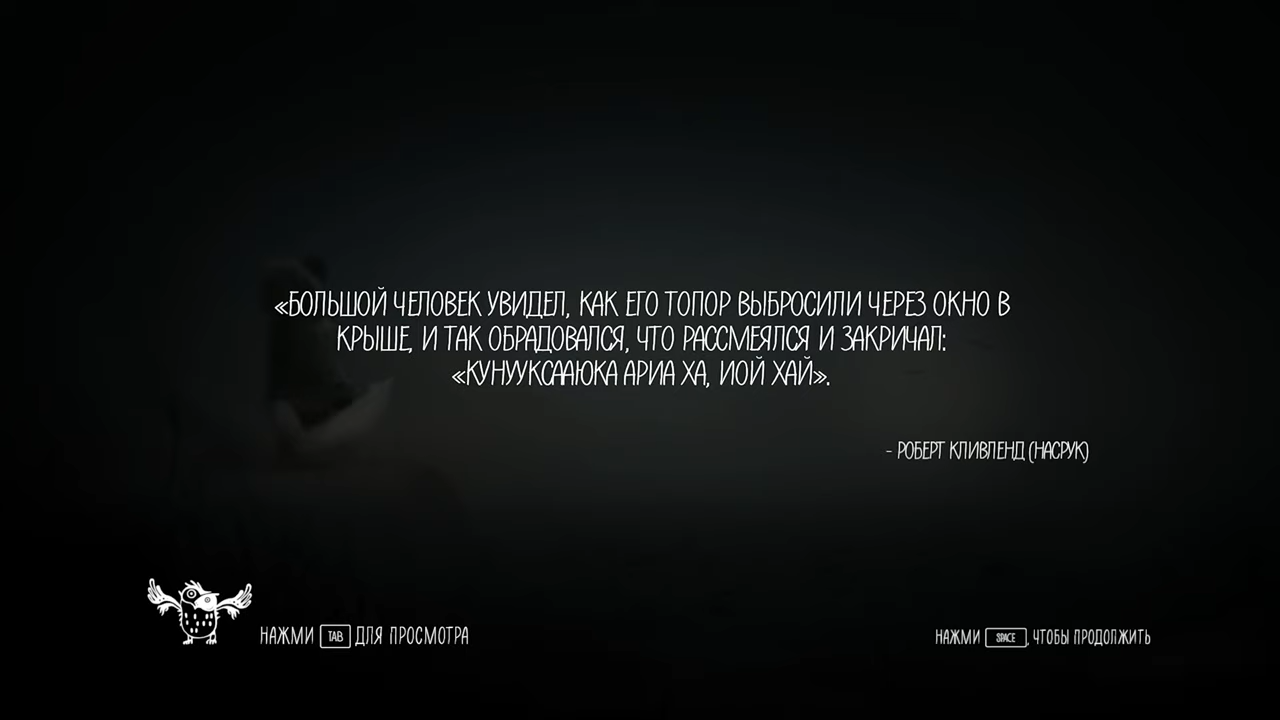 «БОЛЬШОЙ ЧЕЛОВЕК УВИДЕЛ, КАК ЕГО ТОПОР ВЫБРОСИЛИ ЧЕРЕЗ ОКНО В
КРЫШЕ, И ТАК ОБРАДОВАЛСЯ, ЧТО РАССМЕЯЛСЯ И ЗАКРИЧАЛ:
«КУНУУКСААЮКА АРИА ХА, ИОЙ ХАЙ».
- РОБЕРТ КЛИВЛЕНД (НАСРУК)
НАЖМИ TAB ДЛЯ ПРОСМОТРА
НАЖМИ SPACE, ЧТОБЫ ПРОДОЛЖИТЬ